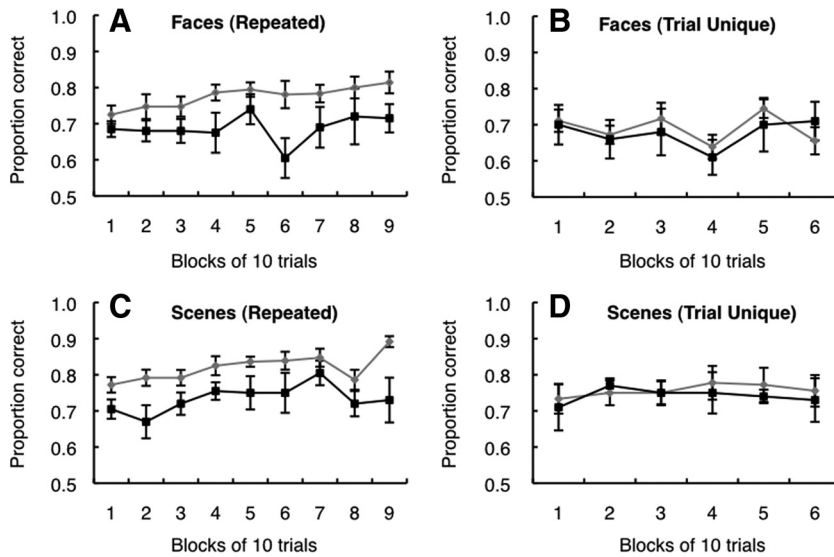 A Faces (Repeated)
Proportion correct
1.0
0.9
0.8
0.7
0.6
0.5
1 2 3 4 5 6 7 8 9
Blocks of 10 trials
B Faces (Trial Unique)
Proportion correct
1.0
0.9
0.8
0.7
0.6
0.5
1 2 3 4 5 6
Blocks of 10 trials
C Scenes (Repeated)
Proportion correct
1.0
0.9
0.8
0.7
0.6
0.5
1 2 3 4 5 6 7 8 9
Blocks of 10 trials
D Scenes (Trial Unique)
Proportion correct
1.0
0.9
0.8
0.7
0.6
0.5
1 2 3 4 5 6
Blocks of 10 trials